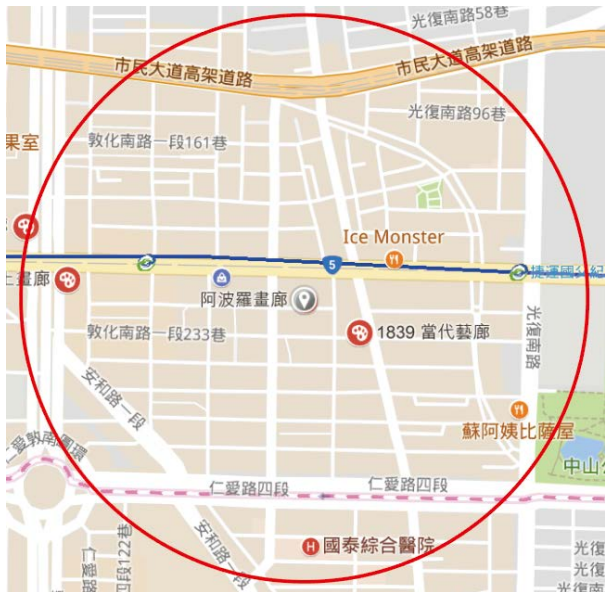 光復南路58巷
市民大道高架道路
市民大道高架道路
光復南路96巷
果室
敦化南路一段161巷
Ice Monster
5
捷運國父紀
畫廊
阿波羅畫廊
光復南路
敦化南路一段233巷
1839 當代藝廊
安和路一段
蘇阿姨比薩屋
仁愛敦南圓環
中山公
仁愛路四段
仁愛路四段
安和路一段
H
國泰綜合醫院
仁愛
四段122巷
光復
光復
光復南